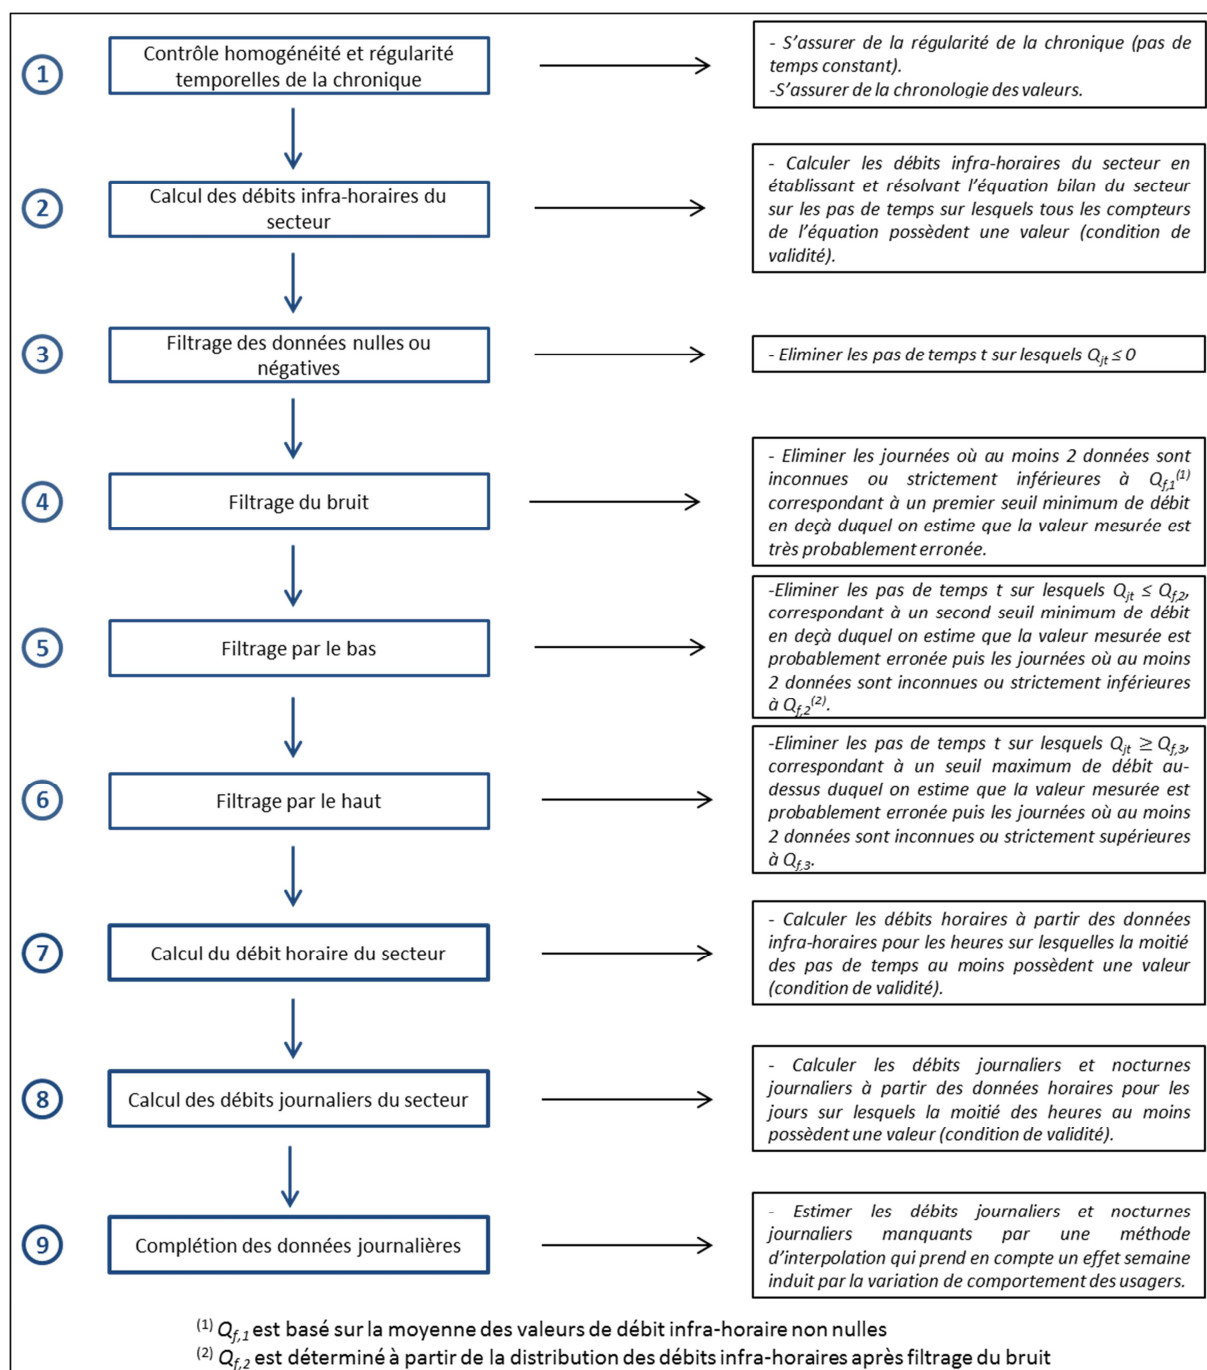 1
Contrôle homogénéité et régularité
temporelles de la chronique
- S'assurer de la régularité de la chronique (pas de
temps constant).
-S'assurer de la chronologie des valeurs.
2
Calcul des débits infra-horaires du
secteur
- Calculer les débits infra-horaires du secteur en
établissant et résolvant l'équation bilan du secteur
sur les pas de temps sur lesquels tous les compteurs
de l'équation possèdent une valeur (condition de
validité).
3
Filtrage des données nulles ou
négatives
- Eliminer les pas de temps t sur lesquels Qjt ≤ 0
4
Filtrage du bruit
- Eliminer les journées où au moins 2 données sont
inconnues ou strictement inférieures à Qf,1(1)
correspondant à un premier seuil minimum de débit
en deçà duquel on estime que la valeur mesurée est
très probablement erronée.
5
Filtrage par le bas
-Eliminer les pas de temps t sur lesquels Qjt ≤ Qf,2,
correspondant à un second seuil minimum de débit
en deçà duquel on estime que la valeur mesurée est
probablement erronée puis les journées où au moins
2 données sont inconnues ou strictement inférieures
à Qf,2(2).
6
Filtrage par le haut
-Eliminer les pas de temps t sur lesquels Qjt ≥ Qf,3,
correspondant à un seuil maximum de débit au-
dessus duquel on estime que la valeur mesurée est
probablement erronée puis les journées où au moins
2 données sont inconnues ou strictement supérieures
à Qf,3.
7
Calcul du débit horaire du secteur
- Calculer les débits horaires à partir des données
infra-horaires pour les heures sur lesquelles la moitié
des pas de temps au moins possèdent une valeur
(condition de validité).
8
Calcul des débits journaliers du secteur
- Calculer les débits journaliers et nocturnes
journaliers à partir des données horaires pour les
jours sur lesquels la moitié des heures au moins
possèdent une valeur (condition de validité).
9
Complétion des données journalières
- Estimer les débits journaliers et nocturnes
journaliers manquants par une méthode
d'interpolation qui prend en compte un effet semaine
induit par la variation de comportement des usagers.
(1) Qf,1 est basé sur la moyenne des valeurs de débit infra-horaire non nulles
(2) Qf,2 est déterminé à partir de la distribution des débits infra-horaires après filtrage du bruit